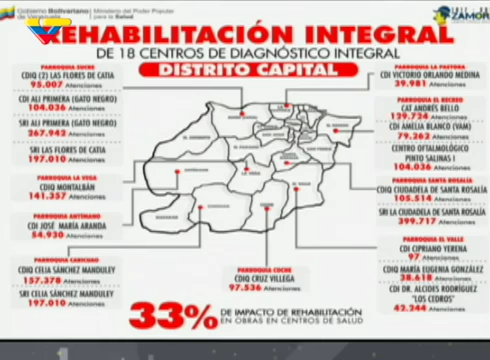 Gobierno Bolivariano
de Venezuela
Ministerio del Poder Popular
para la Salud
ZAMORA
REHABILITACIÓN INTEGRAL
DE 18 CENTROS DE DIAGNÓSTICO INTEGRAL
DISTRITO CAPITAL
PARROQUIA SUCRE
CDIQ (2) LAS FLORES DE CATIA
95.007 Atenciones
CDI ALI PRIMERA (GATO NEGRO)
104.036 Atenciones
SRI ALI PRIMERA (GATO NEGRO)
267.942 Atenciones
SRI LAS FLORES DE CATIA
197.010 Atenciones
PARROQUIA LA VEGA
CDIQ MONTALBÁN
141.357 Atenciones
PARROQUIA ANTÍMANO
CDI JOSÉ MARÍA ARANDA
54.930 Atenciones
PARROQUIA CARICUAO
CDIQ CELIA SÁNCHEZ MANDULEY
157.378 Atenciones
SRI CELIA SÁNCHEZ MANDULEY
197.010 Atenciones
LA VEGA
PARROQUIA COCHE
CDIQ CRUZ VILLEGA
97.536 Atenciones
PARROQUIA LA PASTORA
CDI VICTORIO ORLANDO MEDINA
39.981 Atenciones
PARROQUIA EL RECREO
CAT ANDRÉS BELLO
129.724 Atenciones
CDI AMELIA BLANCO (VAM)
79.262 Atenciones
CENTRO OFTALMOLÓGICO
PINTO SALINAS I
104.036 Atenciones
PARROQUIA SANTA ROSALÍA
CDIQ CIUDADELA DE SANTA ROSALÍA
105.514 Atenciones
SRI LA CIUDADELA DE SANTA ROSALÍA
399.717 Atenciones
PARROQUIA EL VALLE
CDI CIPRIANO YERENA
97 Atenciones
CDIQ MARÍA EUGENIA GONZÁLEZ
38.618 Atenciones
CDI DR. ALCIDES RODRÍGUEZ
"LOS CEDROS"
42.244 Atenciones
33% DE IMPACTO DE REHABILITACIÓN
EN OBRAS EN CENTROS DE SALUD